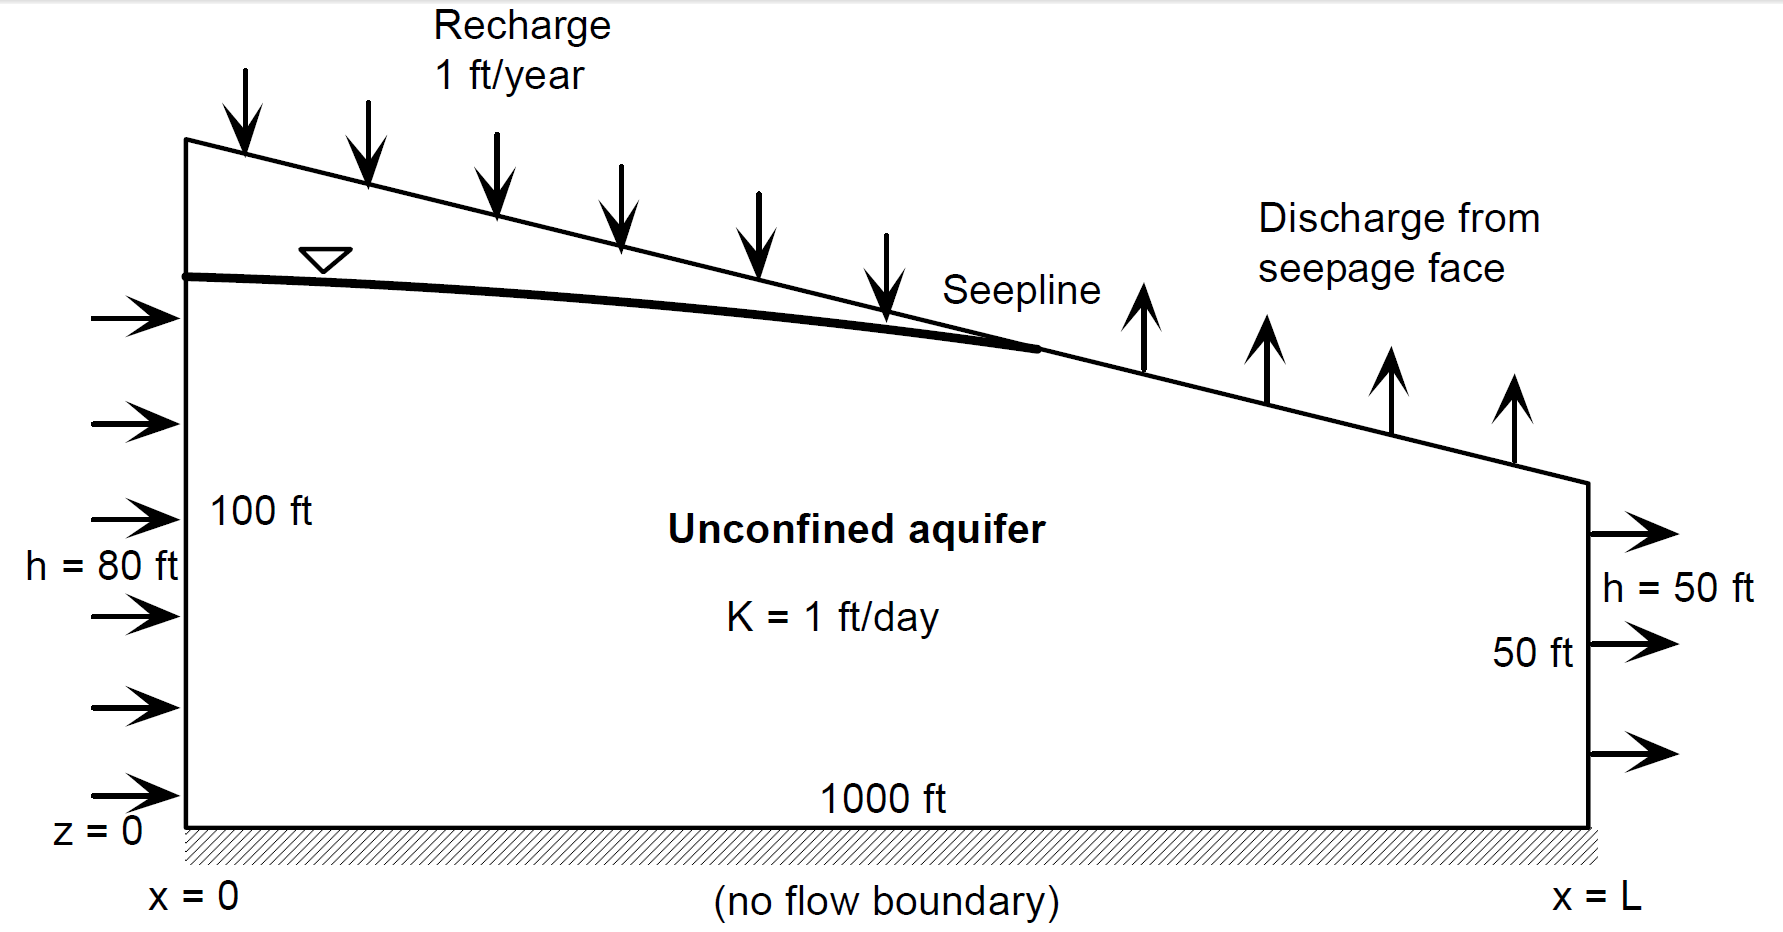 Recharge
1 ft/year
Discharge from
seepage face
Seepline
100 ft
Unconfined aquifer
h = 80 ft
h = 50 ft
K = 1 ft/day
50 ft
1000 ft
z = 0
x = 0
(no flow boundary)
x = L